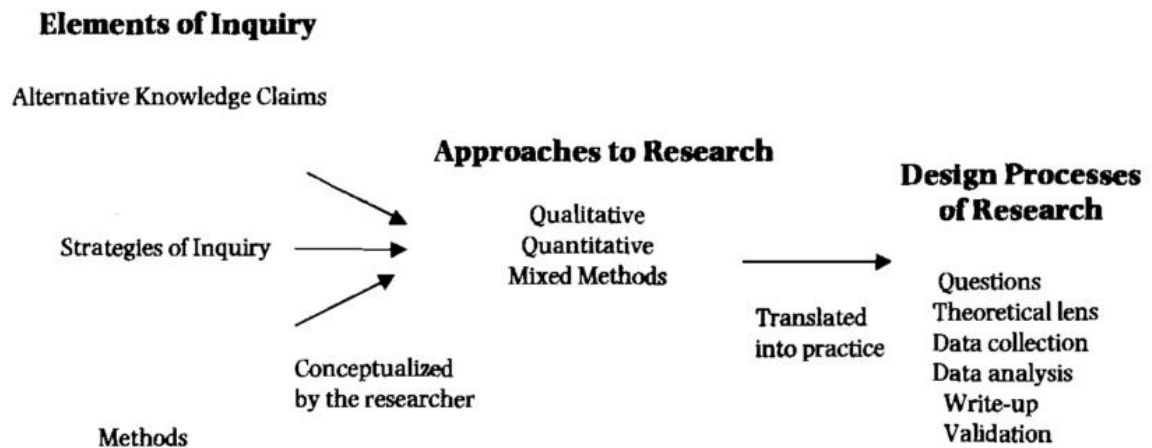 Elements of Inquiry
Alternative Knowledge Claims
Strategies of Inquiry
Methods
Conceptualized
by the researcher
Approaches to Research
Qualitative
Quantitative
Mixed Methods
Translated
into practice
Design Processes
of Research
Questions
Theoretical lens
Data collection
Data analysis
Write-up
Validation